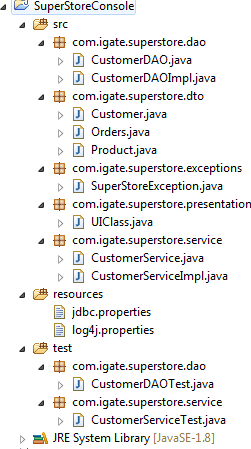 SuperStoreConsole
src
com.igate.superstore.dao
CustomerDAO.java
CustomerDAOImpl.java
com.igate.superstore.dto
Customer.java
Orders.java
Product.java
com.igate.superstore.exceptions
SuperStoreException.java
com.igate.superstore.presentation
UIClass.java
com.igate.superstore.service
CustomerService.java
CustomerServiceImpl.java
resources
jdbc.properties
log4j.properties
test
com.igate.superstore.dao
CustomerDAOTest.java
com.igate.superstore.service
CustomerServiceTest.java
JRE System Library [JavaSE-1.8]